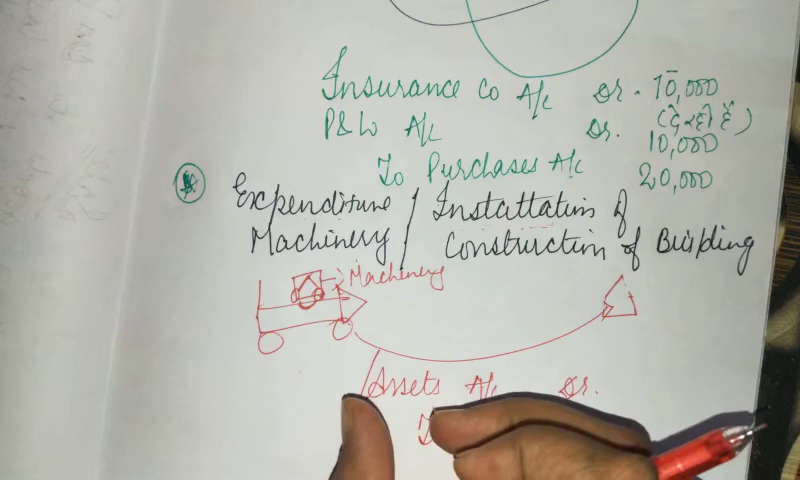 Insurance Co A/c Dr. 10,000
(दे रही है)
P&L A/c Dr. 10,000
To Purchases A/c 20,000
Expenditure / Installation of
Machinery / Construction of Building
Machinery
Assets A/c Dr.